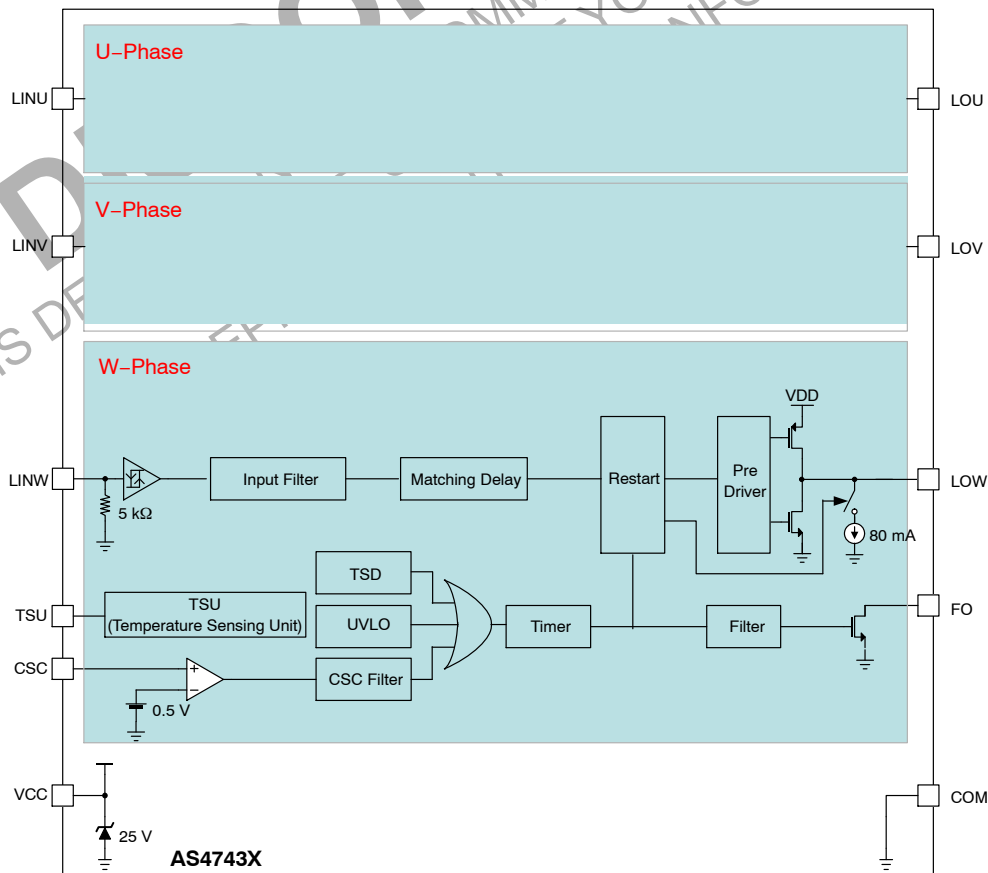 U–Phase
LINU
LOU
V–Phase
LINV
LOV
W–Phase
VDD
LINW
5 kΩ
Input Filter
Matching Delay
Restart
Pre
Driver
LOW
80 mA
TSD
TSU
TSU
(Temperature Sensing Unit)
UVLO
Timer
Filter
FO
CSC
+
−
CSC Filter
0.5 V
VCC
COM
25 V
AS4743X